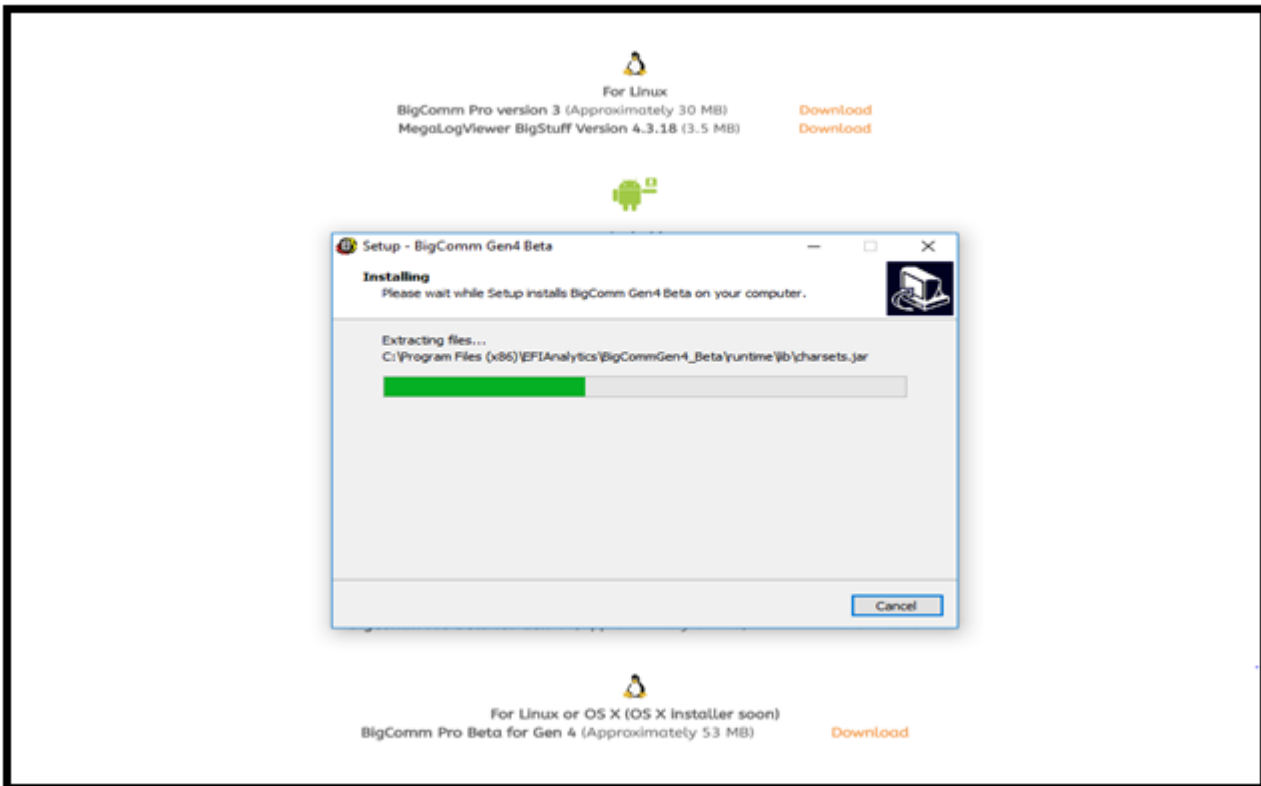 For Linux
BigComm Pro version 3 (Approximately 30 MB) Download
MegaLogViewer BigStuff Version 4.3.18 (3.5 MB) Download
Setup - BigComm Gen4 Beta
Installing
Please wait while Setup installs BigComm Gen4 Beta on your computer.
Extracting files...
C:\Program Files (x86)\EFIAnalytics\BigCommGen4_Beta\runtime\lib\charsets.jar
Cancel
For Linux or OS X (OS X installer soon)
BigComm Pro Beta for Gen 4 (Approximately 53 MB) Download